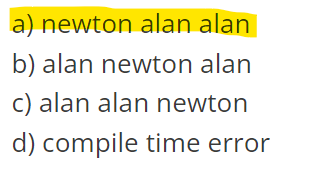 a) newton alan alan
b) alan newton alan
c) alan alan newton
d) compile time error